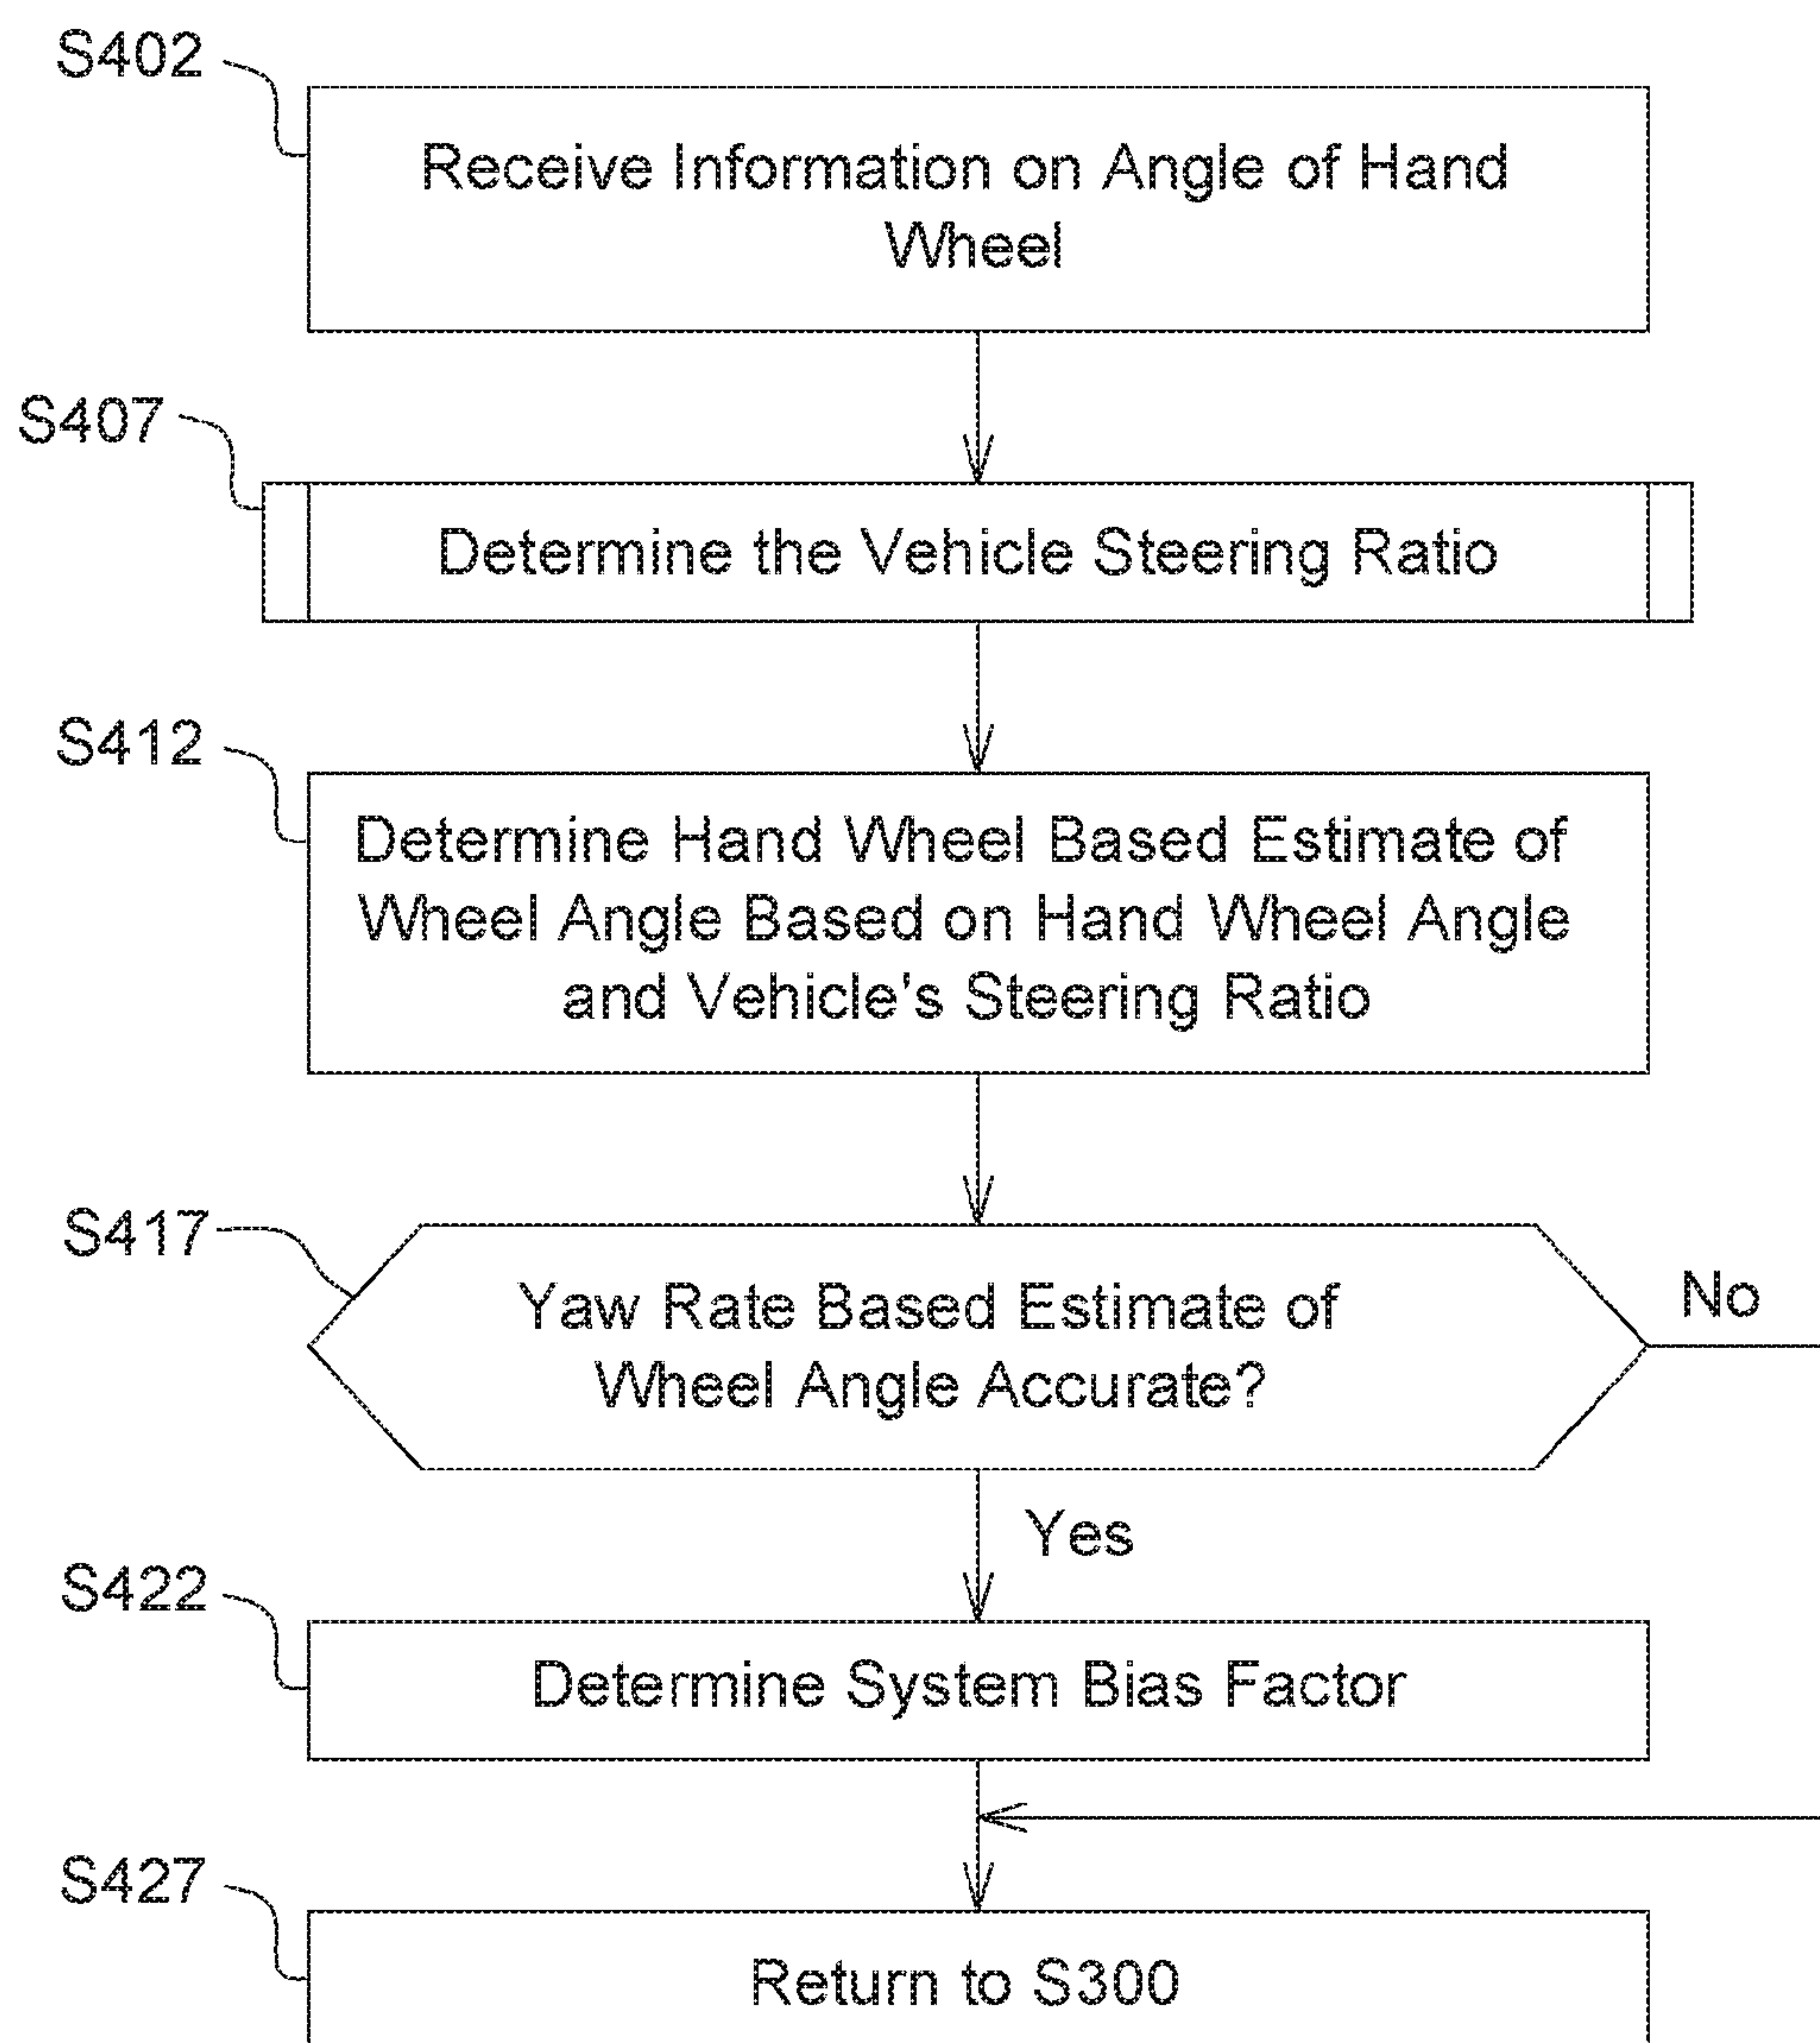 S402
Receive Information on Angle of Hand
Wheel
S407
Determine the Vehicle Steering Ratio
S412
Determine Hand Wheel Based Estimate of
Wheel Angle Based on Hand Wheel Angle
and Vehicle's Steering Ratio
S417
Yaw Rate Based Estimate of
Wheel Angle Accurate?
No
Yes
S422
Determine System Bias Factor
S427
Return to S300